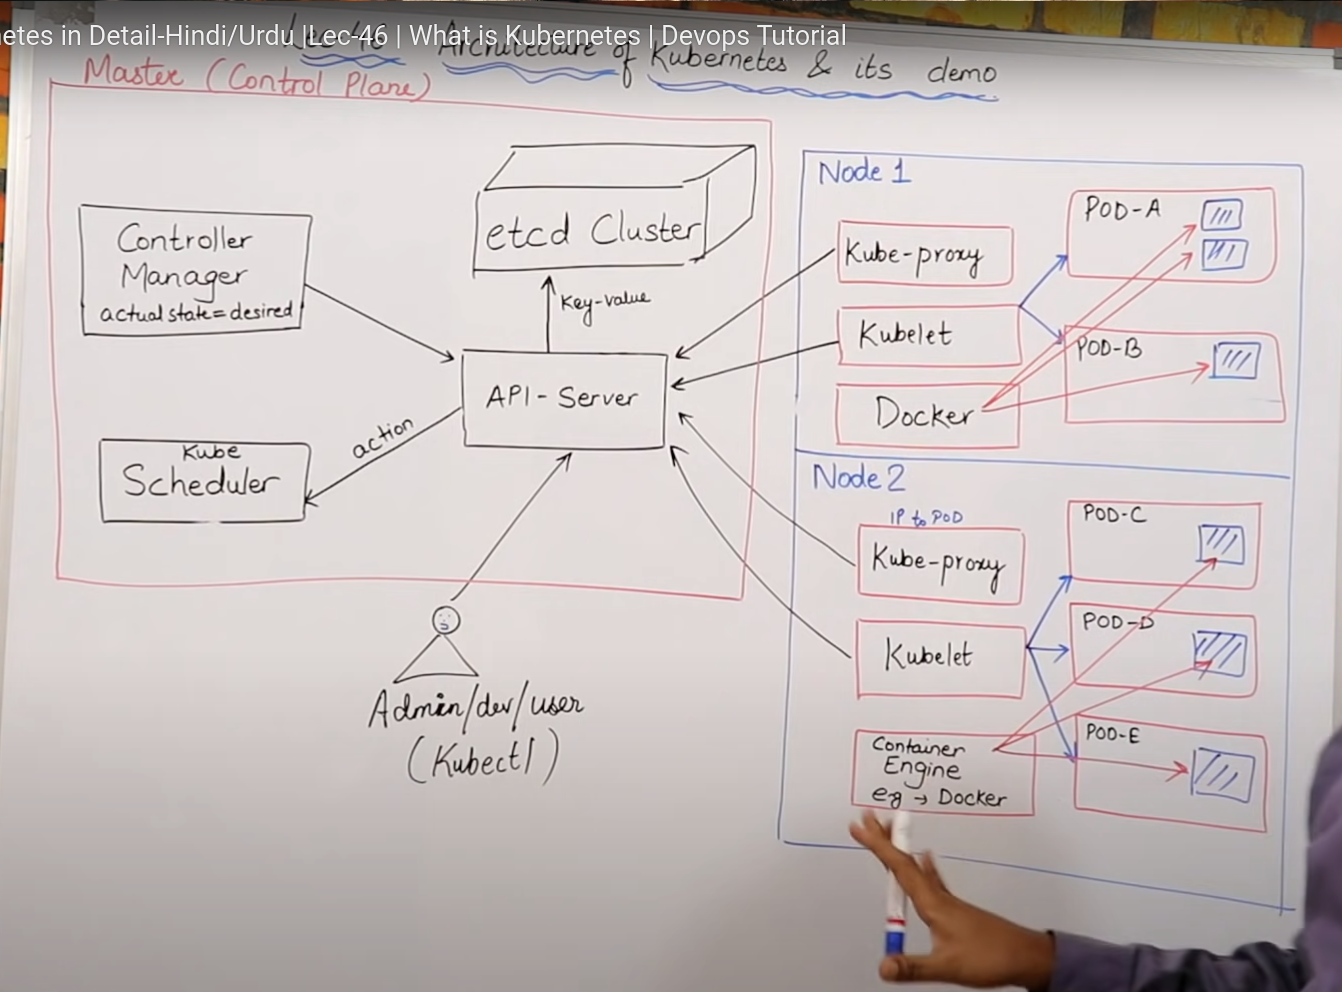 etes in Detail-Hindi/Urdu |Lec-46 | What is Kubernetes | Devops Tutorial
Lec-46 Architecture of Kubernetes & its demo
Master (Control Plane)
Controller
Manager
actual state = desired
etcd Cluster
Key-value
API-Server
action
Kube
Scheduler
Admin/dev/user
(Kubectl)
Node 1
Kube-proxy
Kubelet
Docker
POD-A
POD-B
Node 2
IP to POD
Kube-proxy
Kubelet
Container
Engine
eg → Docker
POD-C
POD-D
POD-E